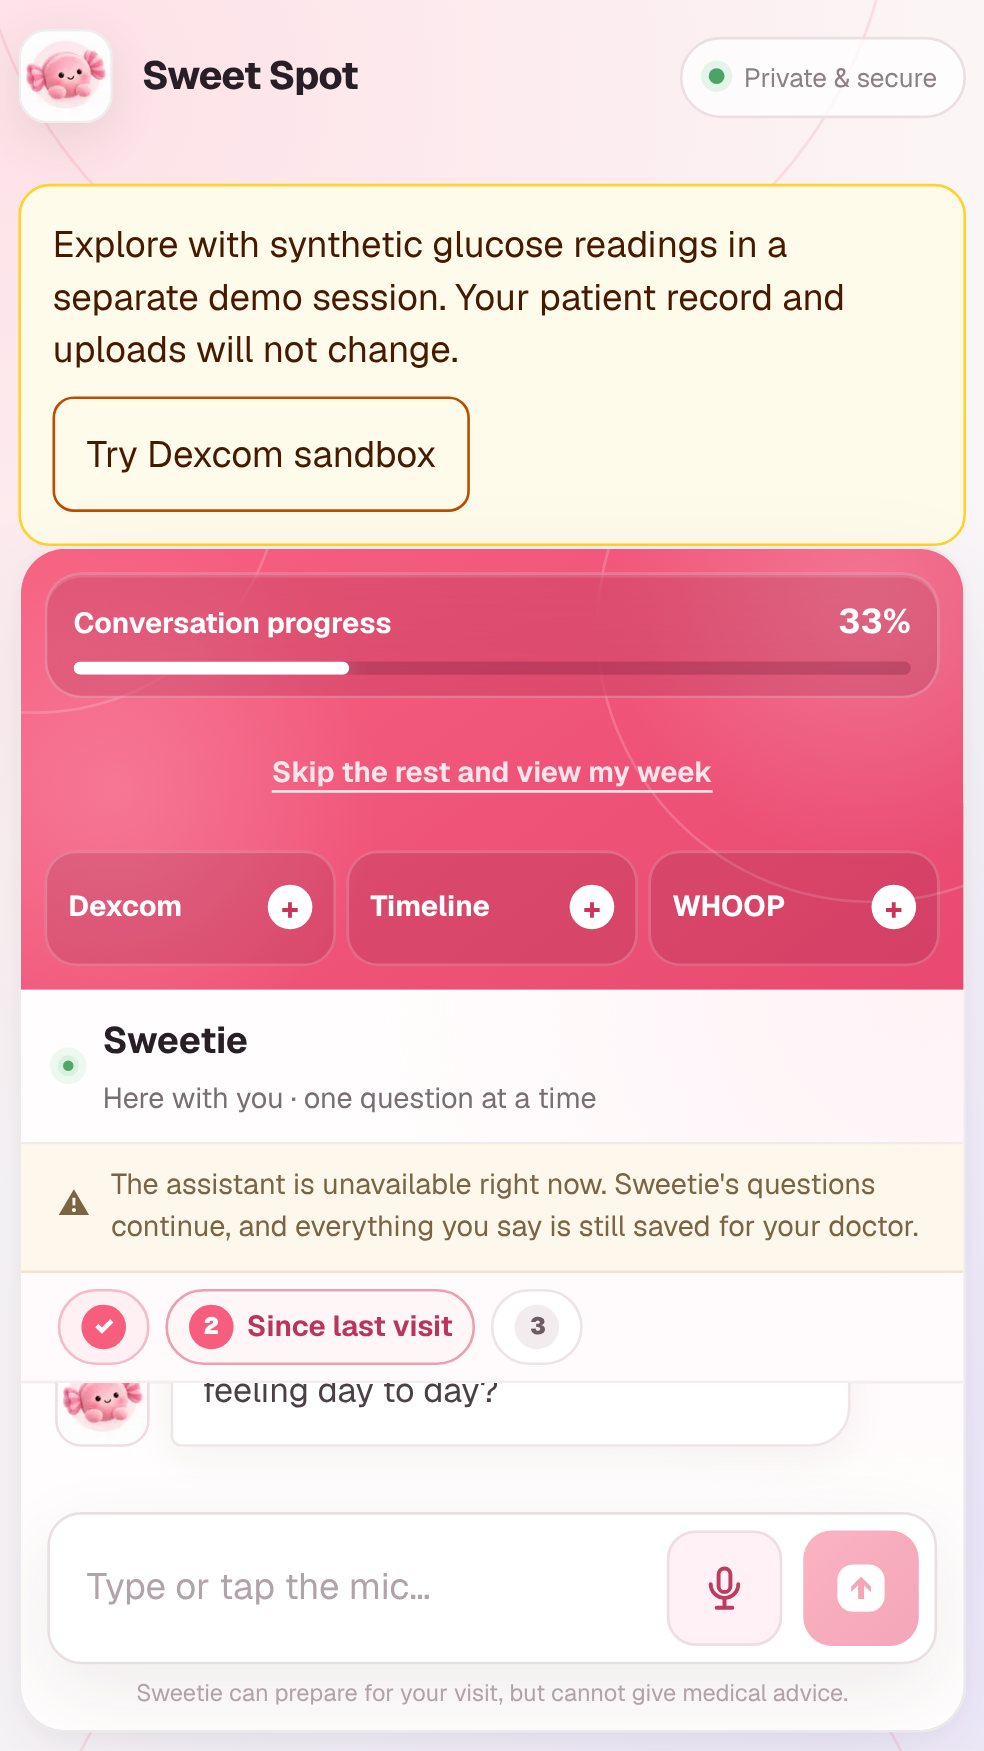 Sweet Spot
Private & secure
Explore with synthetic glucose readings in a
separate demo session. Your patient record and
uploads will not change.
Try Dexcom sandbox
Conversation progress
33%
Skip the rest and view my week
Dexcom
+
Timeline
+
WHOOP
+
Sweetie
Here with you · one question at a time
The assistant is unavailable right now. Sweetie's questions
continue, and everything you say is still saved for your doctor.
2
Since last visit
3
feeling day to day?
Type or tap the mic...
Sweetie can prepare for your visit, but cannot give medical advice.